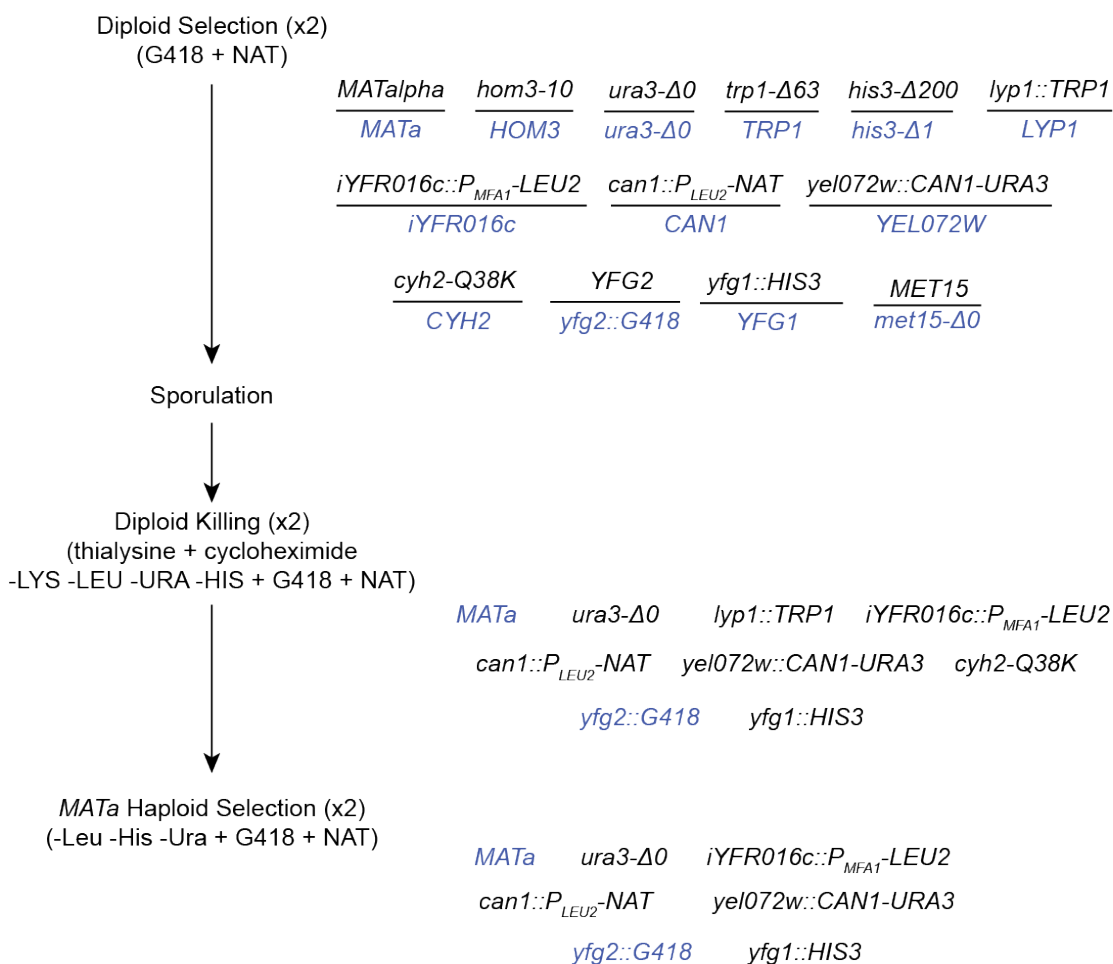 Diploid Selection (x2)
(G418 + NAT)
MATalpha hom3-10 ura3-Δ0 trp1-Δ63 his3-Δ200 lyp1::TRP1
MATa HOM3 ura3-Δ0 TRP1 his3-Δ1 LYP1
iYFR016c::PMFA1-LEU2 can1::PLEU2-NAT yel072w::CAN1-URA3
iYFR016c CAN1 YEL072W
cyh2-Q38K YFG2 yfg1::HIS3 MET15
CYH2 yfg2::G418 YFG1 met15-Δ0
Sporulation
Diploid Killing (x2)
(thialysine + cycloheximide
-LYS -LEU -URA -HIS + G418 + NAT)
MATa ura3-Δ0 lyp1::TRP1 iYFR016c::PMFA1-LEU2
can1::PLEU2-NAT yel072w::CAN1-URA3 cyh2-Q38K
yfg2::G418 yfg1::HIS3
MATa Haploid Selection (x2)
(-Leu -His -Ura + G418 + NAT)
MATa ura3-Δ0 iYFR016c::PMFA1-LEU2
can1::PLEU2-NAT yel072w::CAN1-URA3
yfg2::G418 yfg1::HIS3